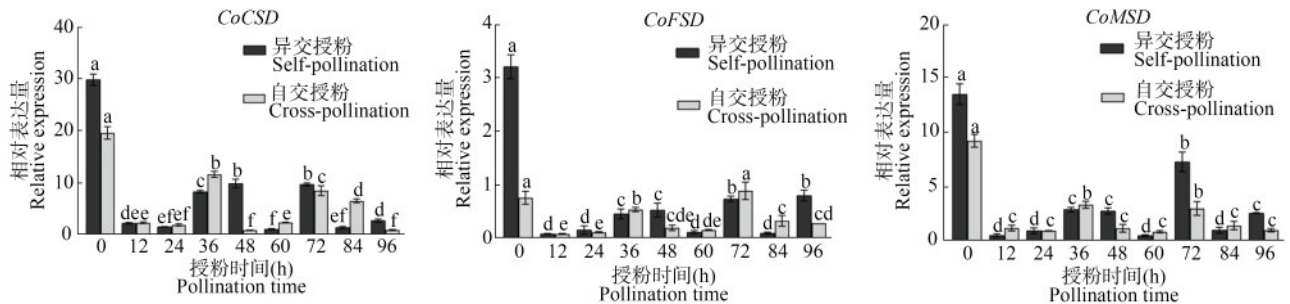 CoCSD
异交授粉
Self-pollination
自交授粉
Cross-pollination
相对表达量
Relative expression
40
30
20
10
0
a
a
de
e
ef
ef
c
b
b
f
f
e
b
c
ef
d
e
f
0 12 24 36 48 60 72 84 96
授粉时间(h)
Pollination time
CoFSD
异交授粉
Self-pollination
自交授粉
Cross-pollination
相对表达量
Relative expression
4
3
2
1
0
a
a
d
e
d
e
c
b
c
cde
d
de
b
a
d
c
b
cd
0 12 24 36 48 60 72 84 96
授粉时间(h)
Pollination time
CoMSD
异交授粉
Self-pollination
自交授粉
Cross-pollination
相对表达量
Relative expression
20
15
10
5
0
a
a
d
c
d
c
c
b
c
c
d
c
b
b
d
c
c
c
0 12 24 36 48 60 72 84 96
授粉时间(h)
Pollination time